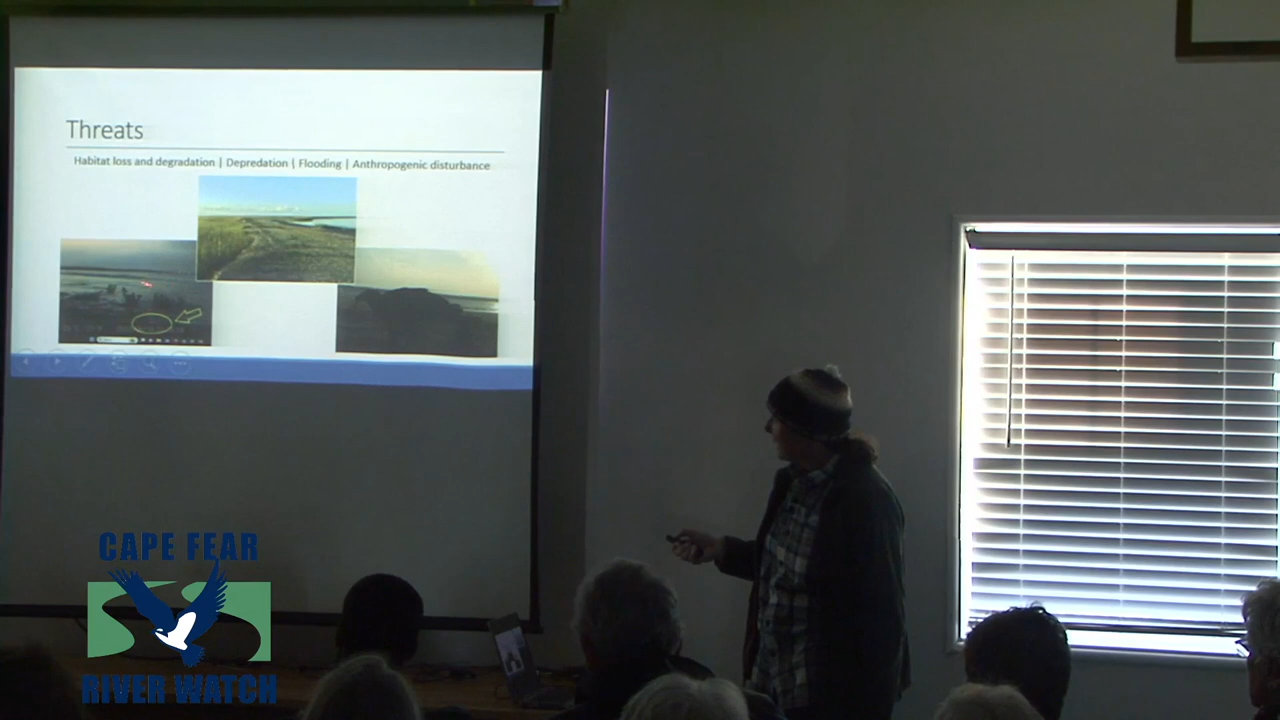 Threats
Habitat loss and degradation | Depredation | Flooding | Anthropogenic disturbance
CAPE FEAR
RIVER WATCH